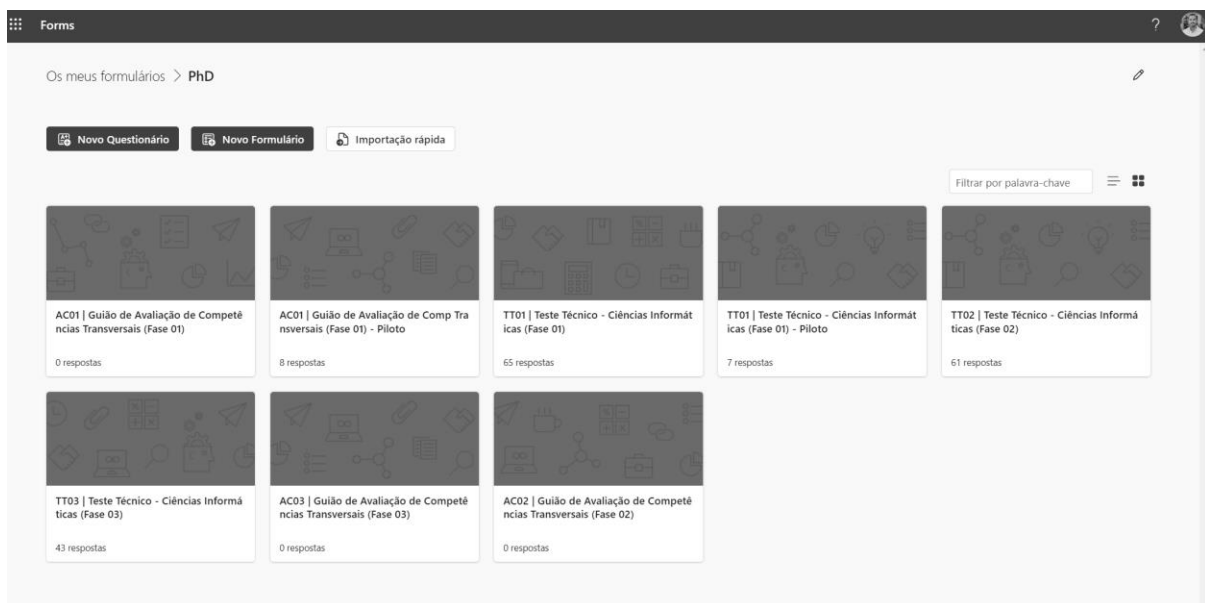 Forms
?
Os meus formulários > PhD
Novo Questionário
Novo Formulário
Importação rápida
Filtrar por palavra-chave
AC01 | Guião de Avaliação de Competê
ncias Transversais (Fase 01)
0 respostas
AC01 | Guião de Avaliação de Comp Tra
nsversais (Fase 01) - Piloto
8 respostas
TT01 | Teste Técnico - Ciências Informát
icas (Fase 01)
65 respostas
TT01 | Teste Técnico - Ciências Informát
icas (Fase 01) - Piloto
7 respostas
TT02 | Teste Técnico - Ciências Informá
ticas (Fase 02)
61 respostas
TT03 | Teste Técnico - Ciências Informá
ticas (Fase 03)
43 respostas
AC03 | Guião de Avaliação de Competê
ncias Transversais (Fase 03)
0 respostas
AC02 | Guião de Avaliação de Competê
ncias Transversais (Fase 02)
0 respostas